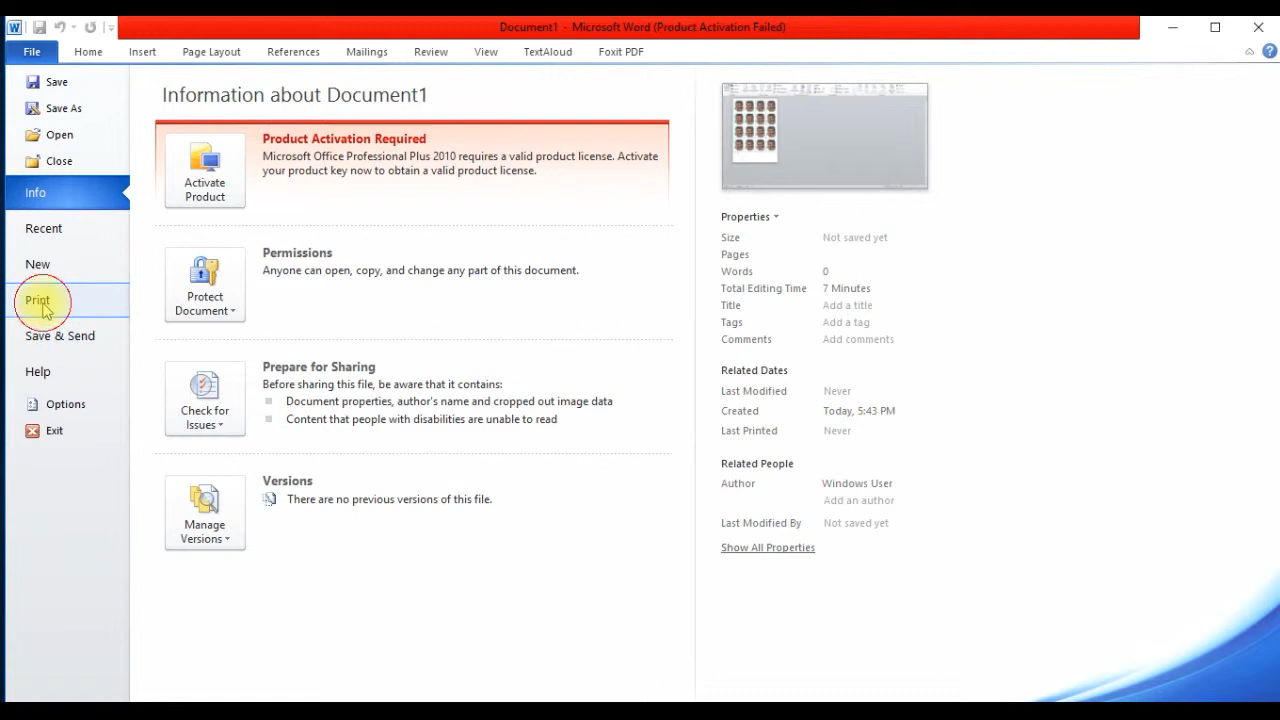 Document1 - Microsoft Word (Product Activation Failed)
File Home Insert Page Layout References Mailings Review View TextAloud Foxit PDF
Save
Save As
Open
Close
Info
Recent
New
Print
Save & Send
Help
Options
Exit
Information about Document1
Activate
Product
Product Activation Required
Microsoft Office Professional Plus 2010 requires a valid product license. Activate
your product key now to obtain a valid product license.
Protect
Document
Permissions
Anyone can open, copy, and change any part of this document.
Check for
Issues
Prepare for Sharing
Before sharing this file, be aware that it contains:
Document properties, author's name and cropped out image data
Content that people with disabilities are unable to read
Manage
Versions
Versions
There are no previous versions of this file.
Properties
Size Not saved yet
Pages
Words 0
Total Editing Time 7 Minutes
Title Add a title
Tags Add a tag
Comments Add comments
Related Dates
Last Modified Never
Created Today, 5:43 PM
Last Printed Never
Related People
Author Windows User
Add an author
Last Modified By Not saved yet
Show All Properties